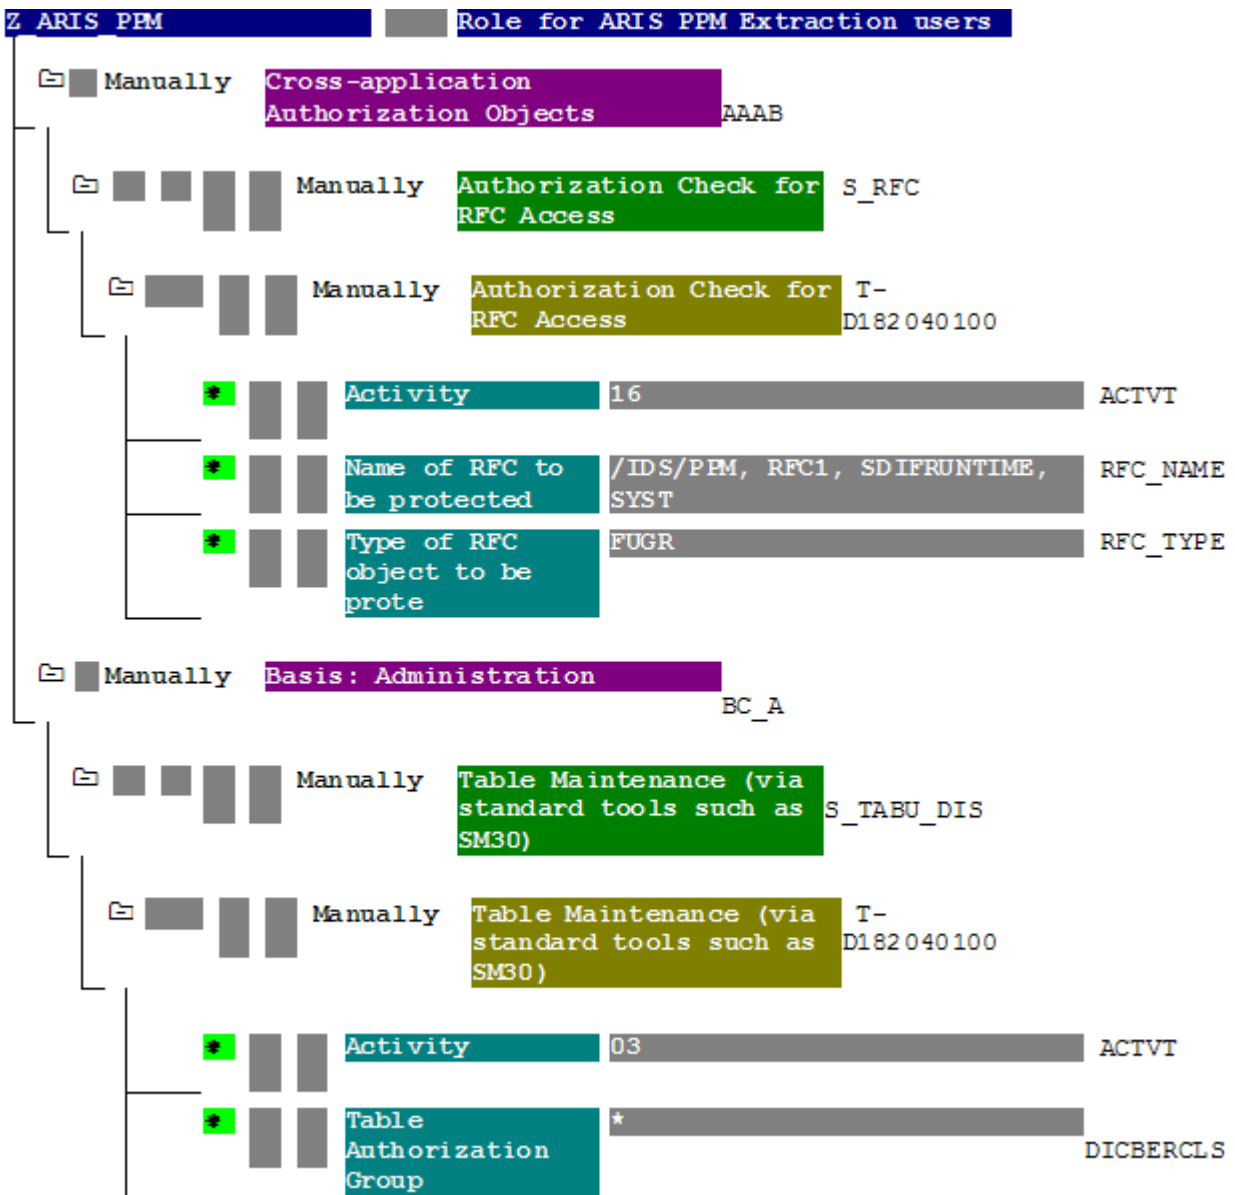 Z_ARIS_PPM Role for ARIS PPM Extraction users
Manually Cross-application
Authorization Objects AAAB
Manually Authorization Check for S_RFC
RFC Access
Manually Authorization Check for T-
RFC Access D182040100
* Activity 16 ACTVT
* Name of RFC to /IDS/PPM, RFC1, SDIFRUNTIME, RFC_NAME
be protected SYST
* Type of RFC FUGR RFC_TYPE
object to be
prote
Manually Basis: Administration
BC_A
Manually Table Maintenance (via
standard tools such as S_TABU_DIS
SM30)
Manually Table Maintenance (via T-
standard tools such as D182040100
SM30)
* Activity 03 ACTVT
* Table *
Authorization DICBERCLS
Group